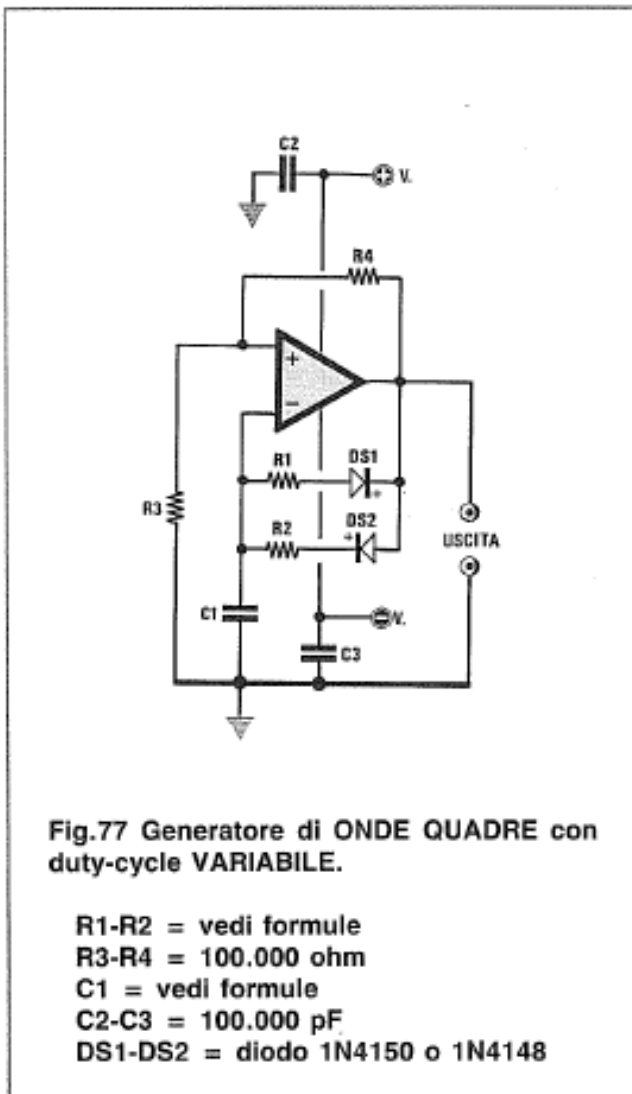 C2
V.
R4
+
−
R1
DS1
+
R3
R2
+
DS2
USCITA
C1
V.
C3
Fig.77 Generatore di ONDE QUADRE con
duty-cycle VARIABILE.
R1-R2 = vedi formule
R3-R4 = 100.000 ohm
C1 = vedi formule
C2-C3 = 100.000 pF
DS1-DS2 = diodo 1N4150 o 1N4148